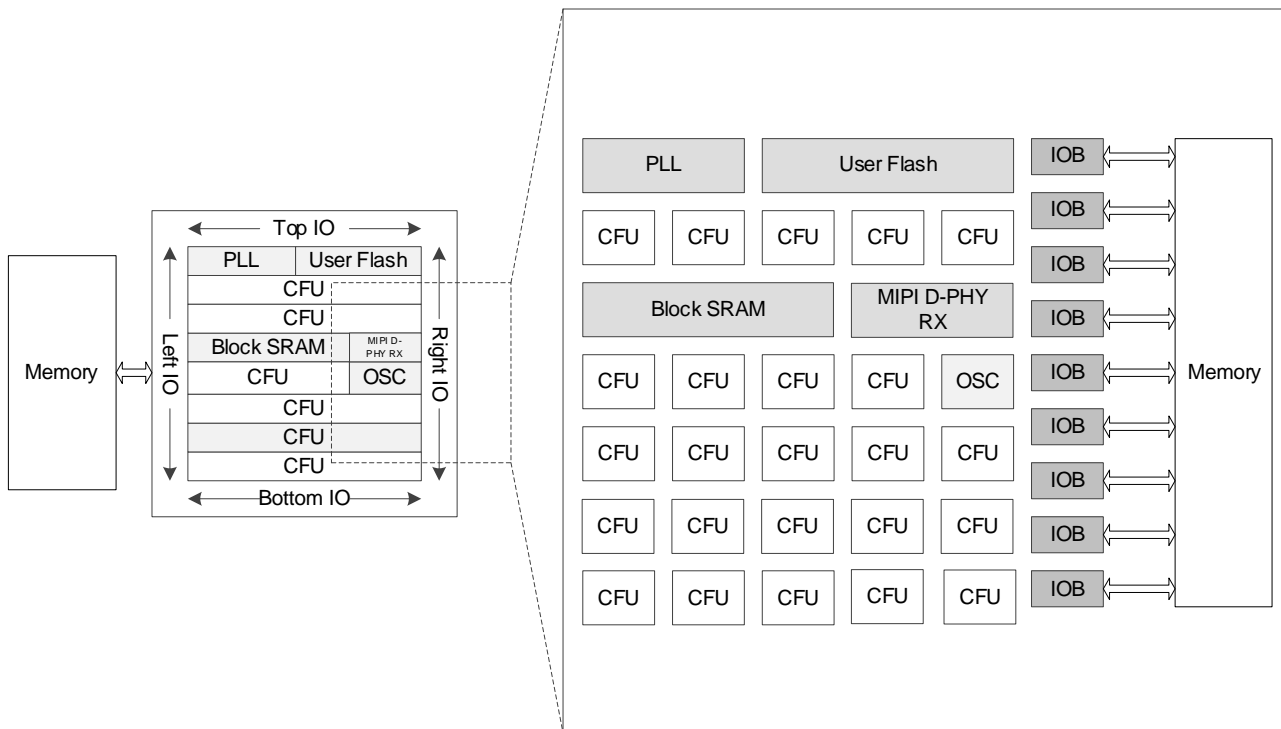 Memory
Top IO
Left IO
PLL
User Flash
CFU
CFU
Block SRAM
MIPI D-
PHY RX
CFU
OSC
CFU
CFU
CFU
Right IO
Bottom IO
PLL
User Flash
IOB
CFU
CFU
CFU
CFU
CFU
IOB
Block SRAM
MIPI D-PHY
RX
IOB
IOB
CFU
CFU
CFU
CFU
OSC
IOB
CFU
CFU
CFU
CFU
CFU
IOB
IOB
CFU
CFU
CFU
CFU
CFU
IOB
CFU
CFU
CFU
CFU
CFU
IOB
Memory